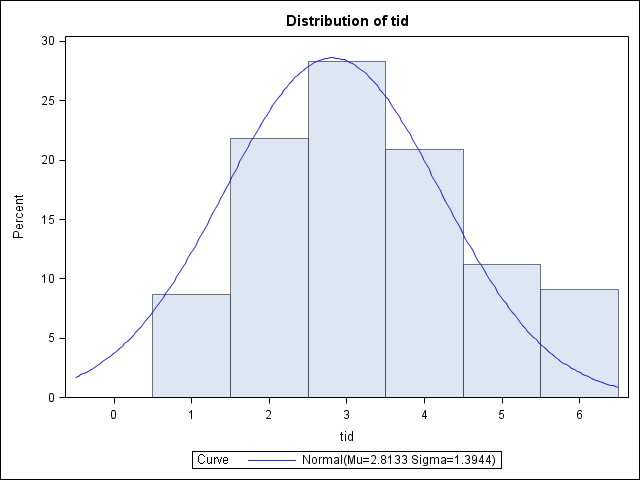 Distribution of tid
30
25
20
15
10
5
0
Percent
0 1 2 3 4 5 6
tid
Curve Normal(Mu=2.8133 Sigma=1.3944)